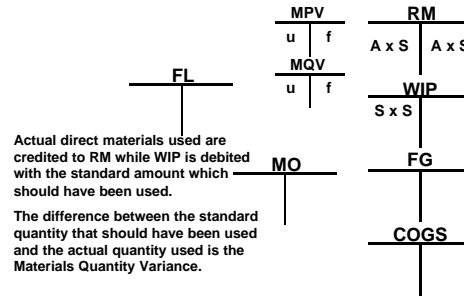 MPV
u f
MQV
u f
FL
MO
RM
A x S A x S
WIP
S x S
FG
COGS
Actual direct materials used are
credited to RM while WIP is debited
with the standard amount which
should have been used.
The difference between the standard
quantity that should have been used
and the actual quantity used is the
Materials Quantity Variance.